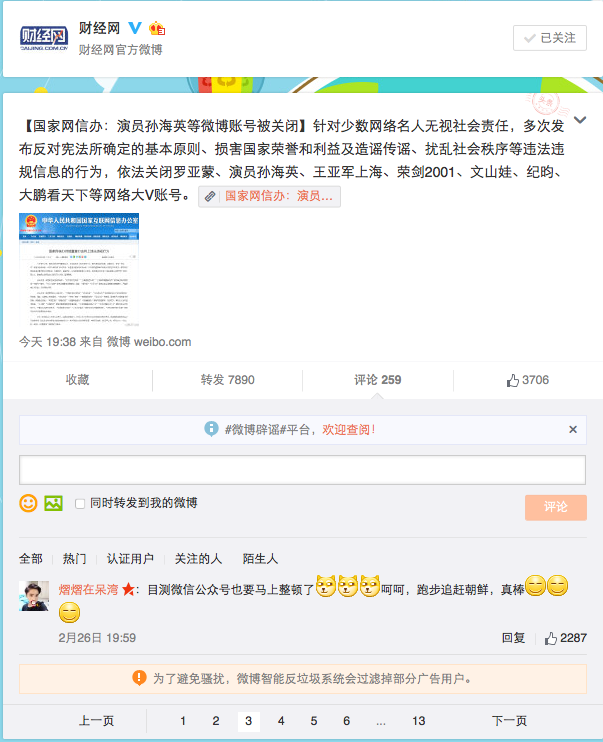 财经网
CAIJING.COM.CN
财经网
财经网官方微博
已关注
【国家网信办：演员孙海英等微博账号被关闭】针对少数网络名人无视社会责任，多次发
布反对宪法所确定的基本原则、损害国家荣誉和利益及造谣传谣、扰乱社会秩序等违法违
规信息的行为，依法关闭罗亚蒙、演员孙海英、王亚军上海、荣剑2001、文山娃、纪昀、
大鹏看天下等网络大V账号。 国家网信办：演员...
中华人民共和国国家互联网信息办公室
今天 19:38 来自 微博 weibo.com
收藏 转发 7890 评论 259 3706
#微博辟谣#平台，欢迎查阅！
同时转发到我的微博
评论
全部 热门 认证用户 关注的人 陌生人
熠熠在呆湾：目测微信公众号也要马上整顿了呵呵，跑步追赶朝鲜，真棒
2月26日 19:59 回复 2287
为了避免骚扰，微博智能反垃圾系统会过滤掉部分广告用户。
上一页 1 2 3 4 5 6 ... 13 下一页